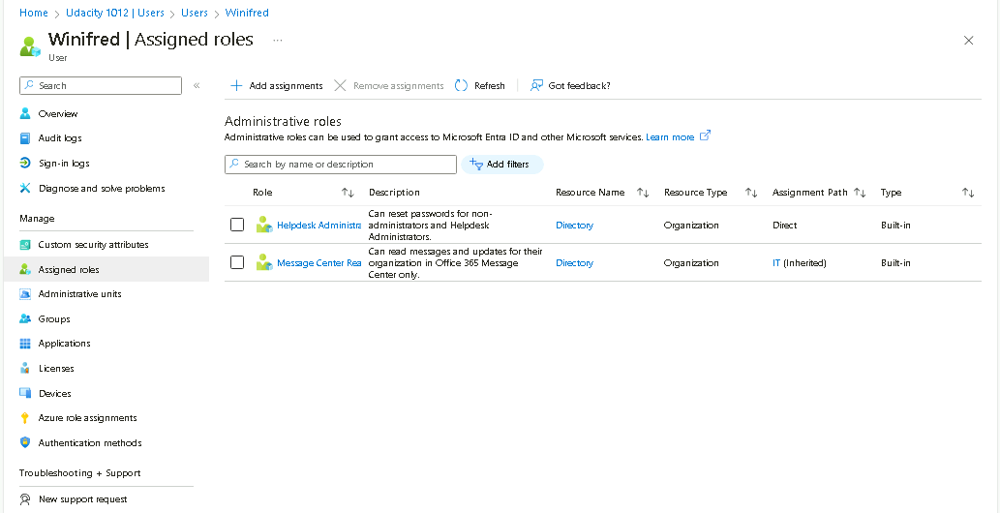 Home > Udacity 1012 | Users > Users > Winifred
Winifred | Assigned roles ...
User
Search «
Add assignments Remove assignments Refresh Got feedback?
Overview
Audit logs
Sign-in logs
Diagnose and solve problems
Manage
Custom security attributes
Assigned roles
Administrative units
Groups
Applications
Licenses
Devices
Azure role assignments
Authentication methods
Troubleshooting + Support
New support request
Administrative roles
Administrative roles can be used to grant access to Microsoft Entra ID and other Microsoft services. Learn more
Search by name or description Add filters
Role Description Resource Name Resource Type Assignment Path Type
Helpdesk Administra
Can reset passwords for non-
administrators and Helpdesk
Administrators.
Directory Organization Direct Built-in
Message Center Rea
Can read messages and updates for their
organization in Office 365 Message
Center only.
Directory Organization IT (Inherited) Built-in